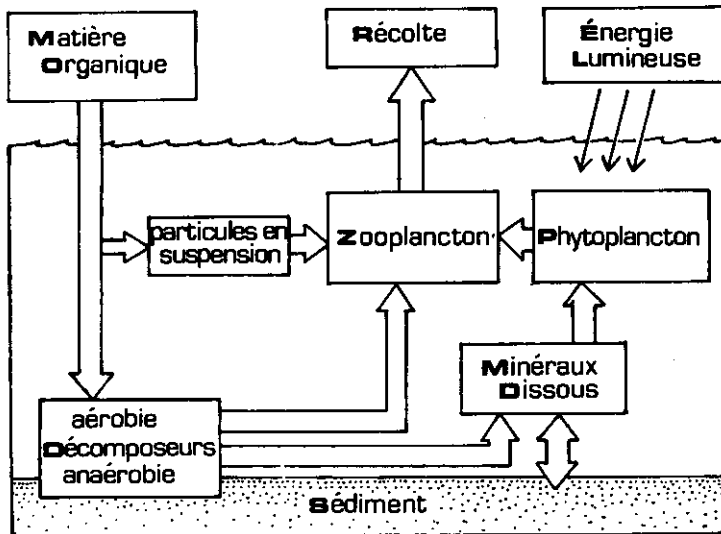 Matière
Organique
Récolte
Énergie
Lumineuse
particules en
suspension
Zooplancton
Phytoplancton
Minéraux
Dissous
aérobie
Décomposeurs
anaérobie
Sédiment